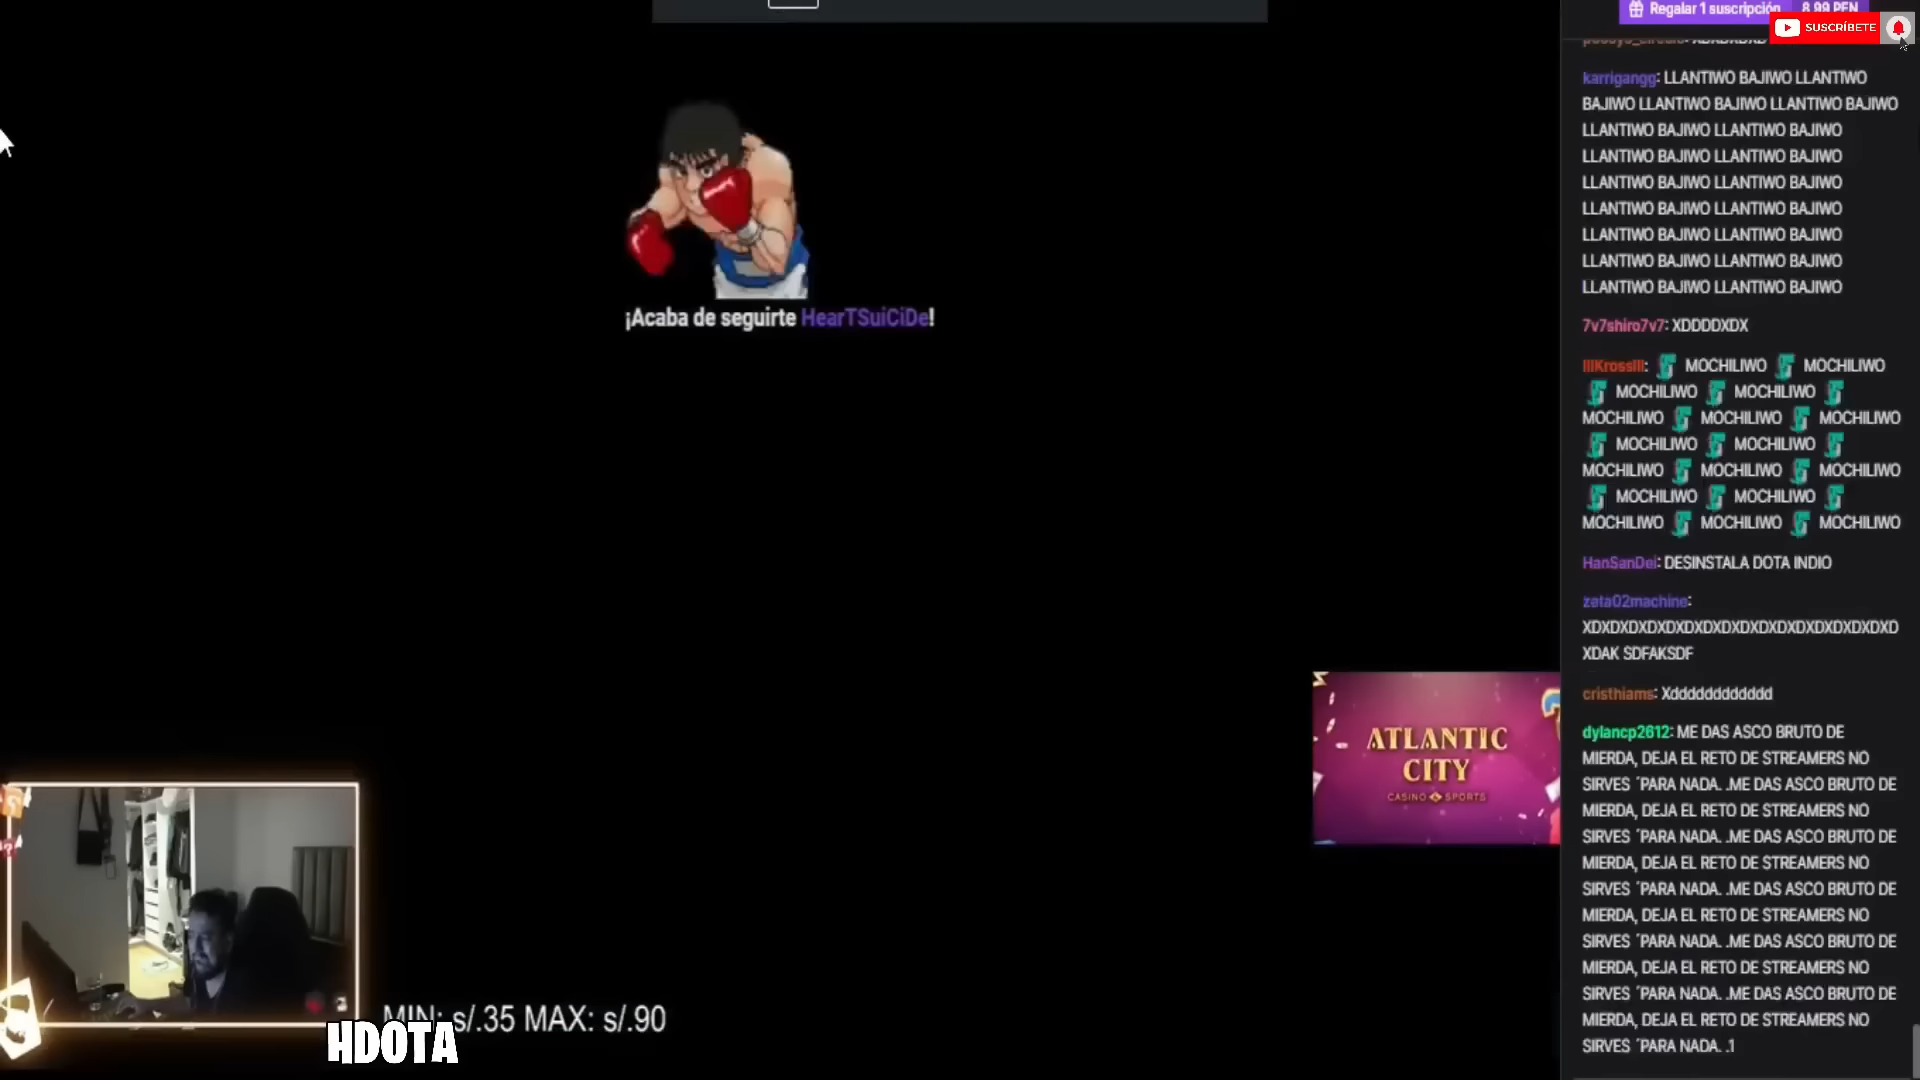 Regalar 1 suscripción 8,99 PEN
SUSCRÍBETE
karrigangg: LLANTIWO BAJIWO LLANTIWO
BAJIWO LLANTIWO BAJIWO LLANTIWO BAJIWO
LLANTIWO BAJIWO LLANTIWO BAJIWO
LLANTIWO BAJIWO LLANTIWO BAJIWO
LLANTIWO BAJIWO LLANTIWO BAJIWO
LLANTIWO BAJIWO LLANTIWO BAJIWO
LLANTIWO BAJIWO LLANTIWO BAJIWO
LLANTIWO BAJIWO LLANTIWO BAJIWO
LLANTIWO BAJIWO LLANTIWO BAJIWO
7v7shiro7v7: XDDDDXDX
IIIKrossIII: MOCHILIWO MOCHILIWO
MOCHILIWO MOCHILIWO
MOCHILIWO MOCHILIWO MOCHILIWO
MOCHILIWO MOCHILIWO
MOCHILIWO MOCHILIWO MOCHILIWO
MOCHILIWO MOCHILIWO
MOCHILIWO MOCHILIWO MOCHILIWO
HanSanDei: DESINSTALA DOTA INDIO
zeta02machine:
XDXDXDXDXDXDXDXDXDXDXDXDXDXDXDXDXD
XDAK SDFAKSDF
cristhiams: Xdddddddddddd
dylancp2612: ME DAS ASCO BRUTO DE
MIERDA, DEJA EL RETO DE STREAMERS NO
SIRVES ´PARA NADA. .ME DAS ASCO BRUTO DE
MIERDA, DEJA EL RETO DE STREAMERS NO
SIRVES ´PARA NADA. .ME DAS ASCO BRUTO DE
MIERDA, DEJA EL RETO DE STREAMERS NO
SIRVES ´PARA NADA. .ME DAS ASCO BRUTO DE
MIERDA, DEJA EL RETO DE STREAMERS NO
SIRVES ´PARA NADA. .ME DAS ASCO BRUTO DE
MIERDA, DEJA EL RETO DE STREAMERS NO
SIRVES ´PARA NADA. .ME DAS ASCO BRUTO DE
MIERDA, DEJA EL RETO DE STREAMERS NO
SIRVES ´PARA NADA. .1
¡Acaba de seguirte HearTSuiCiDe!
ATLANTIC
CITY
CASINO SPORTS
MIN: s/.35 MAX: s/.90
HDOTA